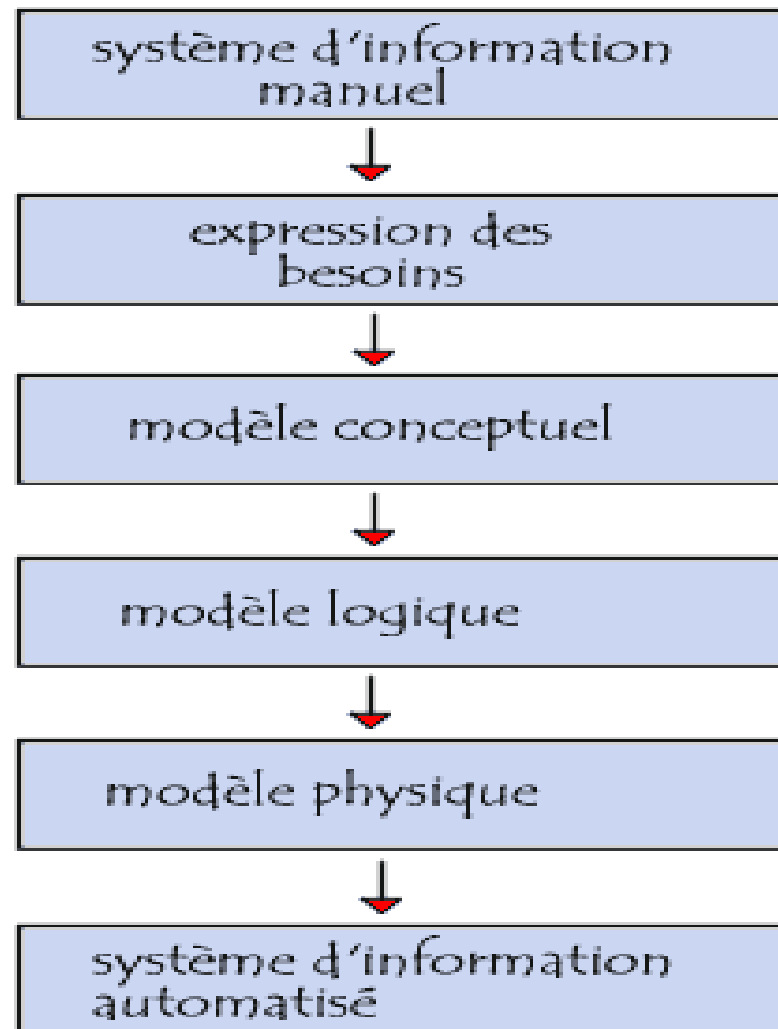 système d'information
manuel
expression des
besoins
modèle conceptuel
modèle logique
modèle physique
système d'information
automatisé